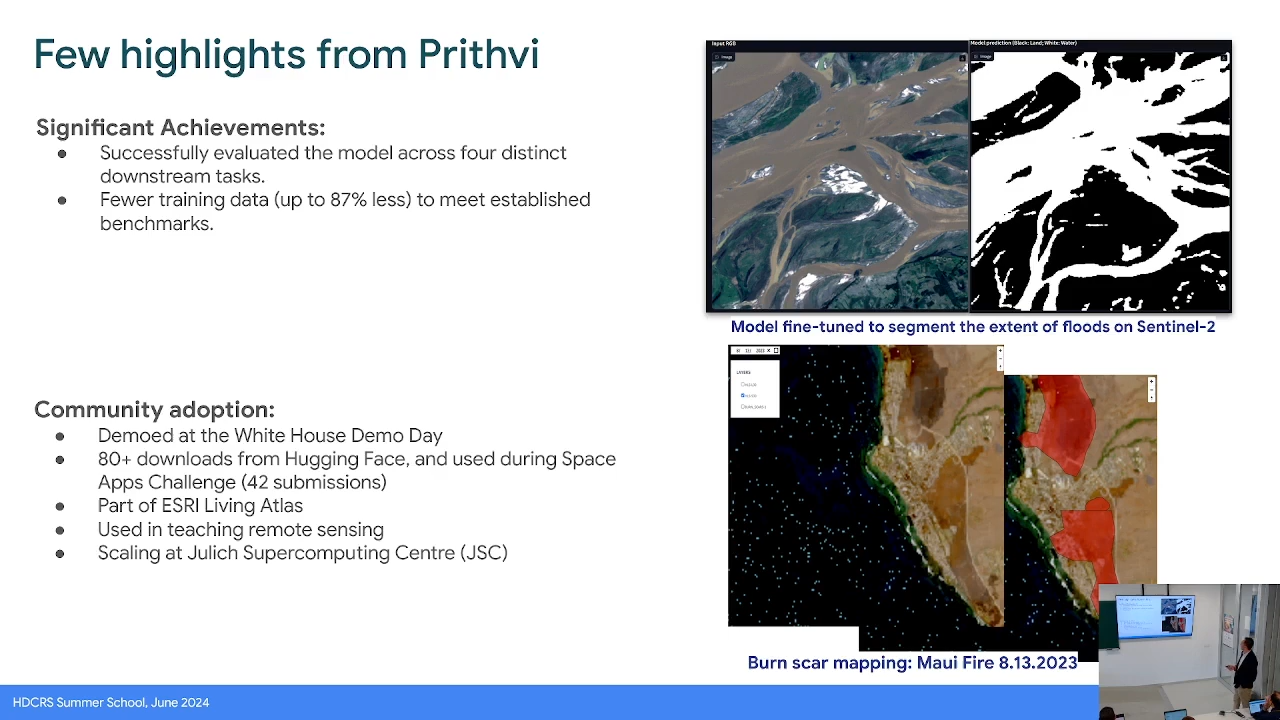 Few highlights from Prithvi
Significant Achievements:
Successfully evaluated the model across four distinct
downstream tasks.
Fewer training data (up to 87% less) to meet established
benchmarks.
Community adoption:
Demoed at the White House Demo Day
80+ downloads from Hugging Face, and used during Space
Apps Challenge (42 submissions)
Part of ESRI Living Atlas
Used in teaching remote sensing
Scaling at Julich Supercomputing Centre (JSC)
Input RGB
Image
Model prediction (Black: Land; White: Water)
Image
Model fine-tuned to segment the extent of floods on Sentinel-2
LAYERS
Burn scar mapping: Maui Fire 8.13.2023
HDCRS Summer School, June 2024